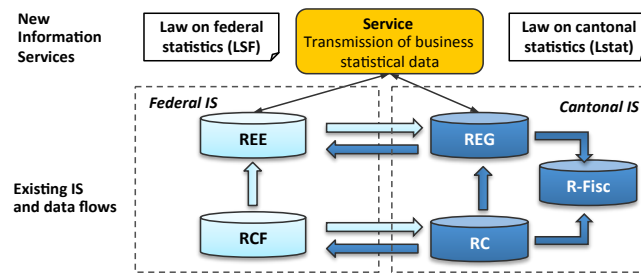 New
Information
Services
Law on federal
statistics (LSF)
Service
Transmission of business
statistical data
Law on cantonal
statistics (Lstat)
Federal IS
Cantonal IS
REE
REG
R-Fisc
Existing IS
and data flows
RCF
RC